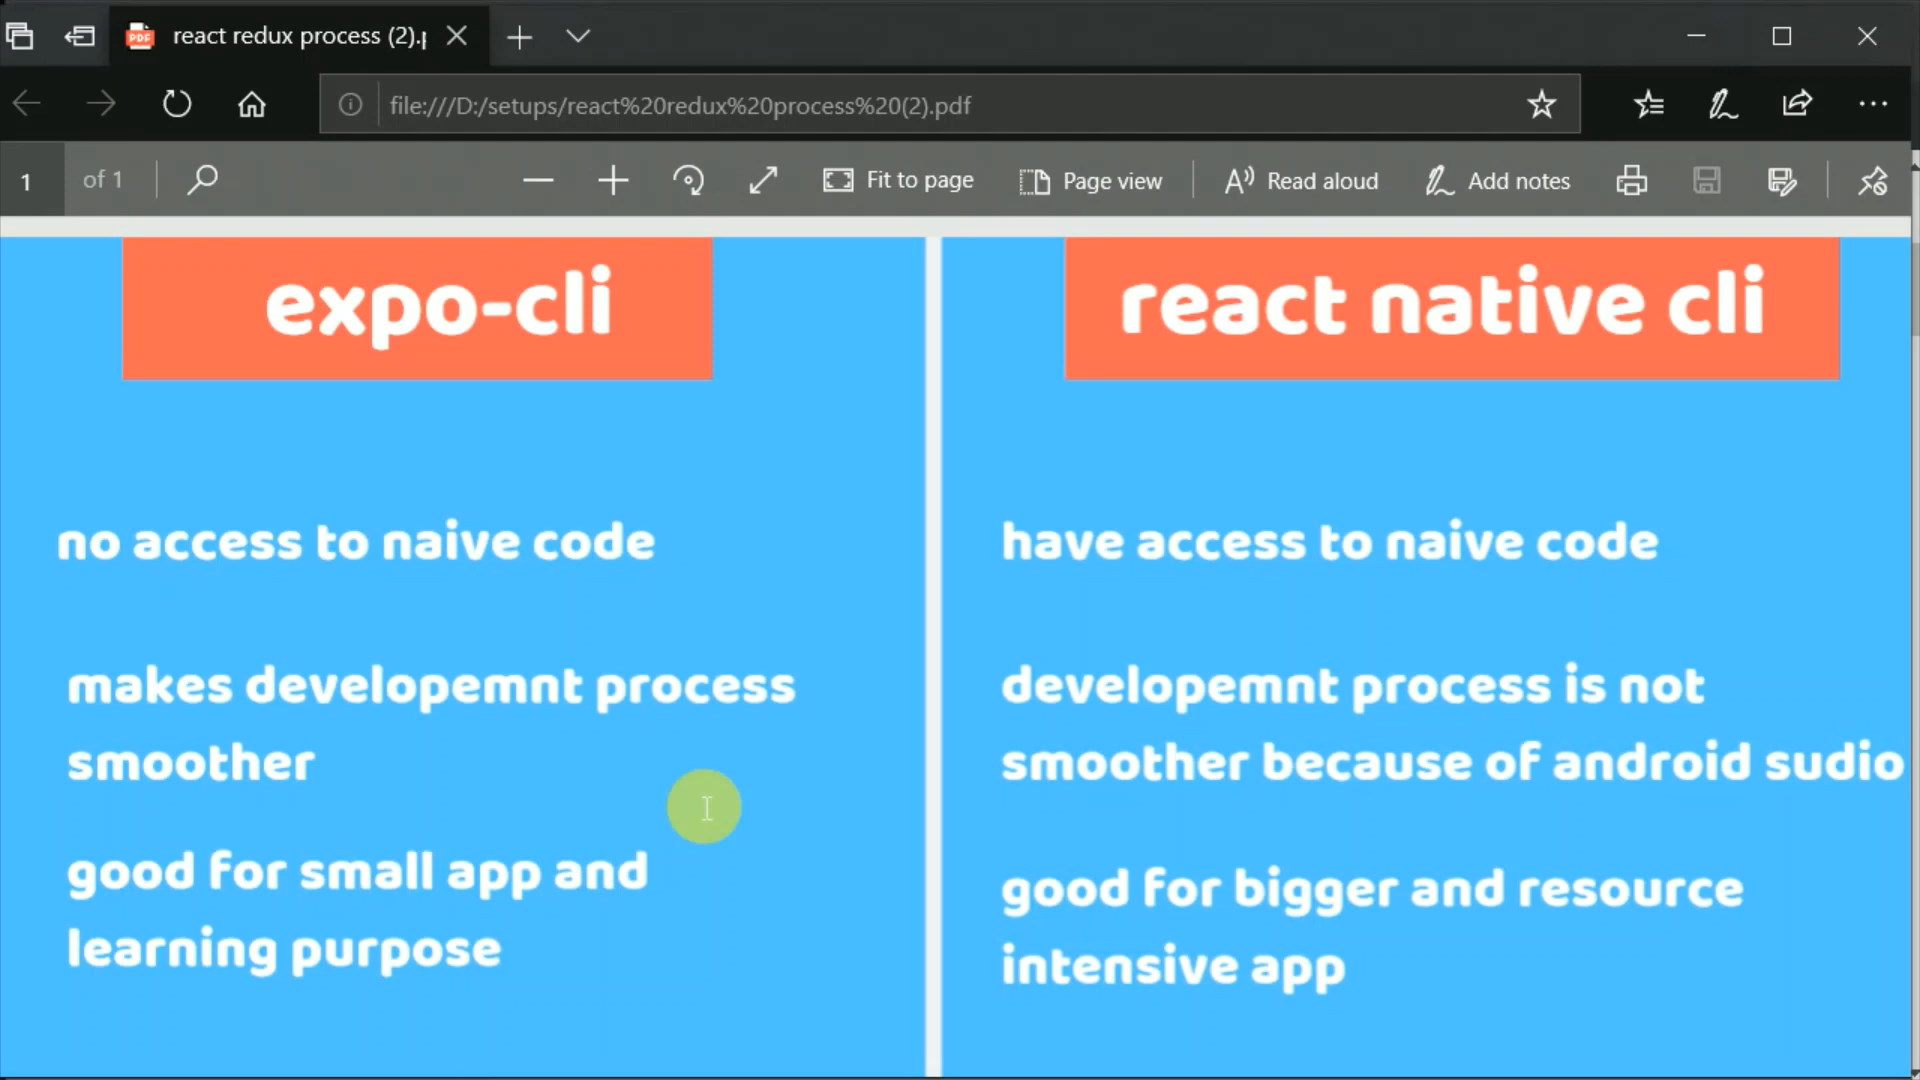 react redux process (2).p
file:///D:/setups/react%20redux%20process%20(2).pdf
1 of 1 Fit to page Page view Read aloud Add notes
expo-cli
no access to naive code
makes developemnt process
smoother
good for small app and
learning purpose
react native cli
have access to naive code
developemnt process is not
smoother because of android sudio
good for bigger and resource
intensive app